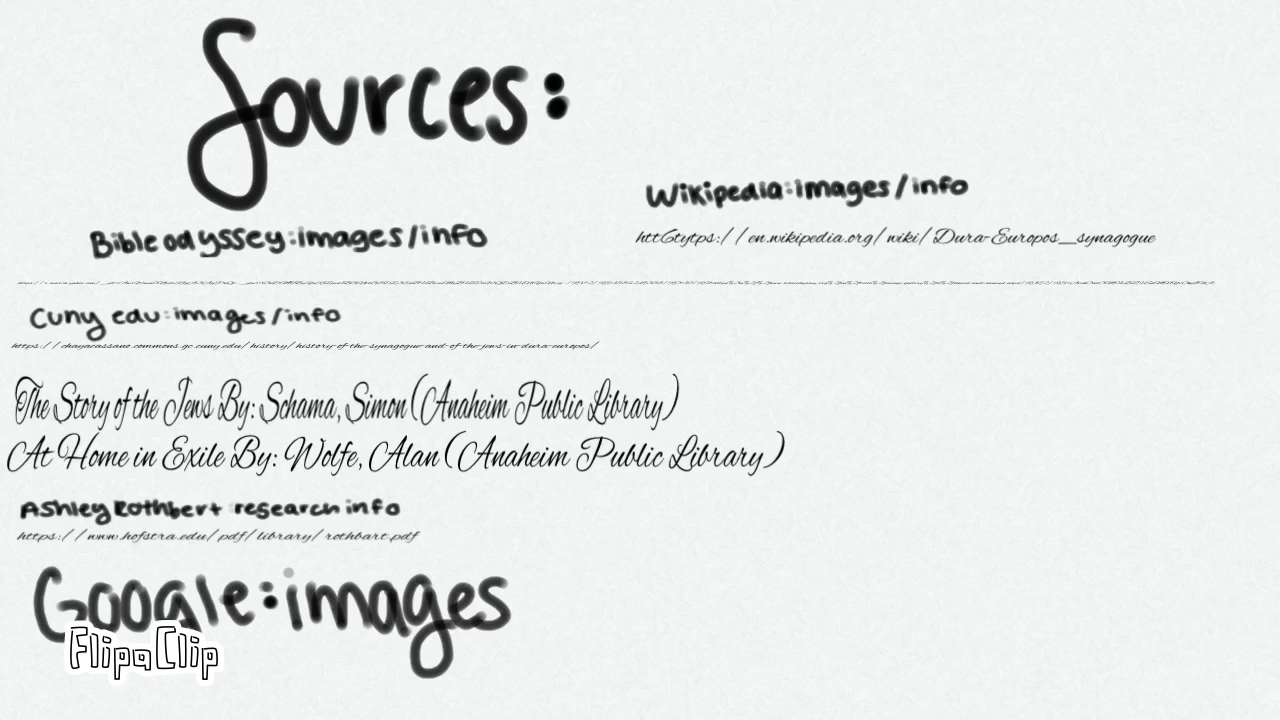 Sources:
Wikipedia:images/info
htt6tytps://en.wikipedia.org/wiki/Dura-Europos_synagogue
Bible odyssey:images/info
Cuny edu:images/info
https://chayacassano.commons.gc.cuny.edu/history/history-of-the-synagogue-and-of-the-jews-in-dura-europos/
The Story of the Jews By: Schama, Simon (Anaheim Public Library)
At Home in Exile By: Wolfe, Alan (Anaheim Public Library)
Ashley Rothbert research info
https://www.hofstra.edu/pdf/library/rothbart.pdf
Google:images
FlipaClip